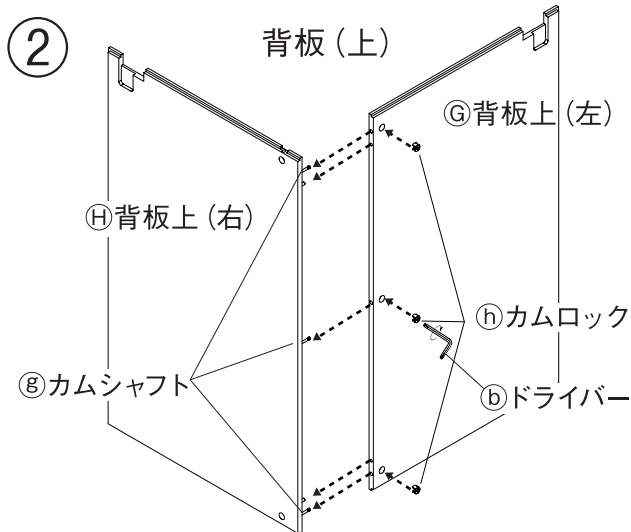 ②
背板（上）
Ⓖ背板上（左）
Ⓗ背板上（右）
ⓗカムロック
ⓖカムシャフト
ⓑドライバー